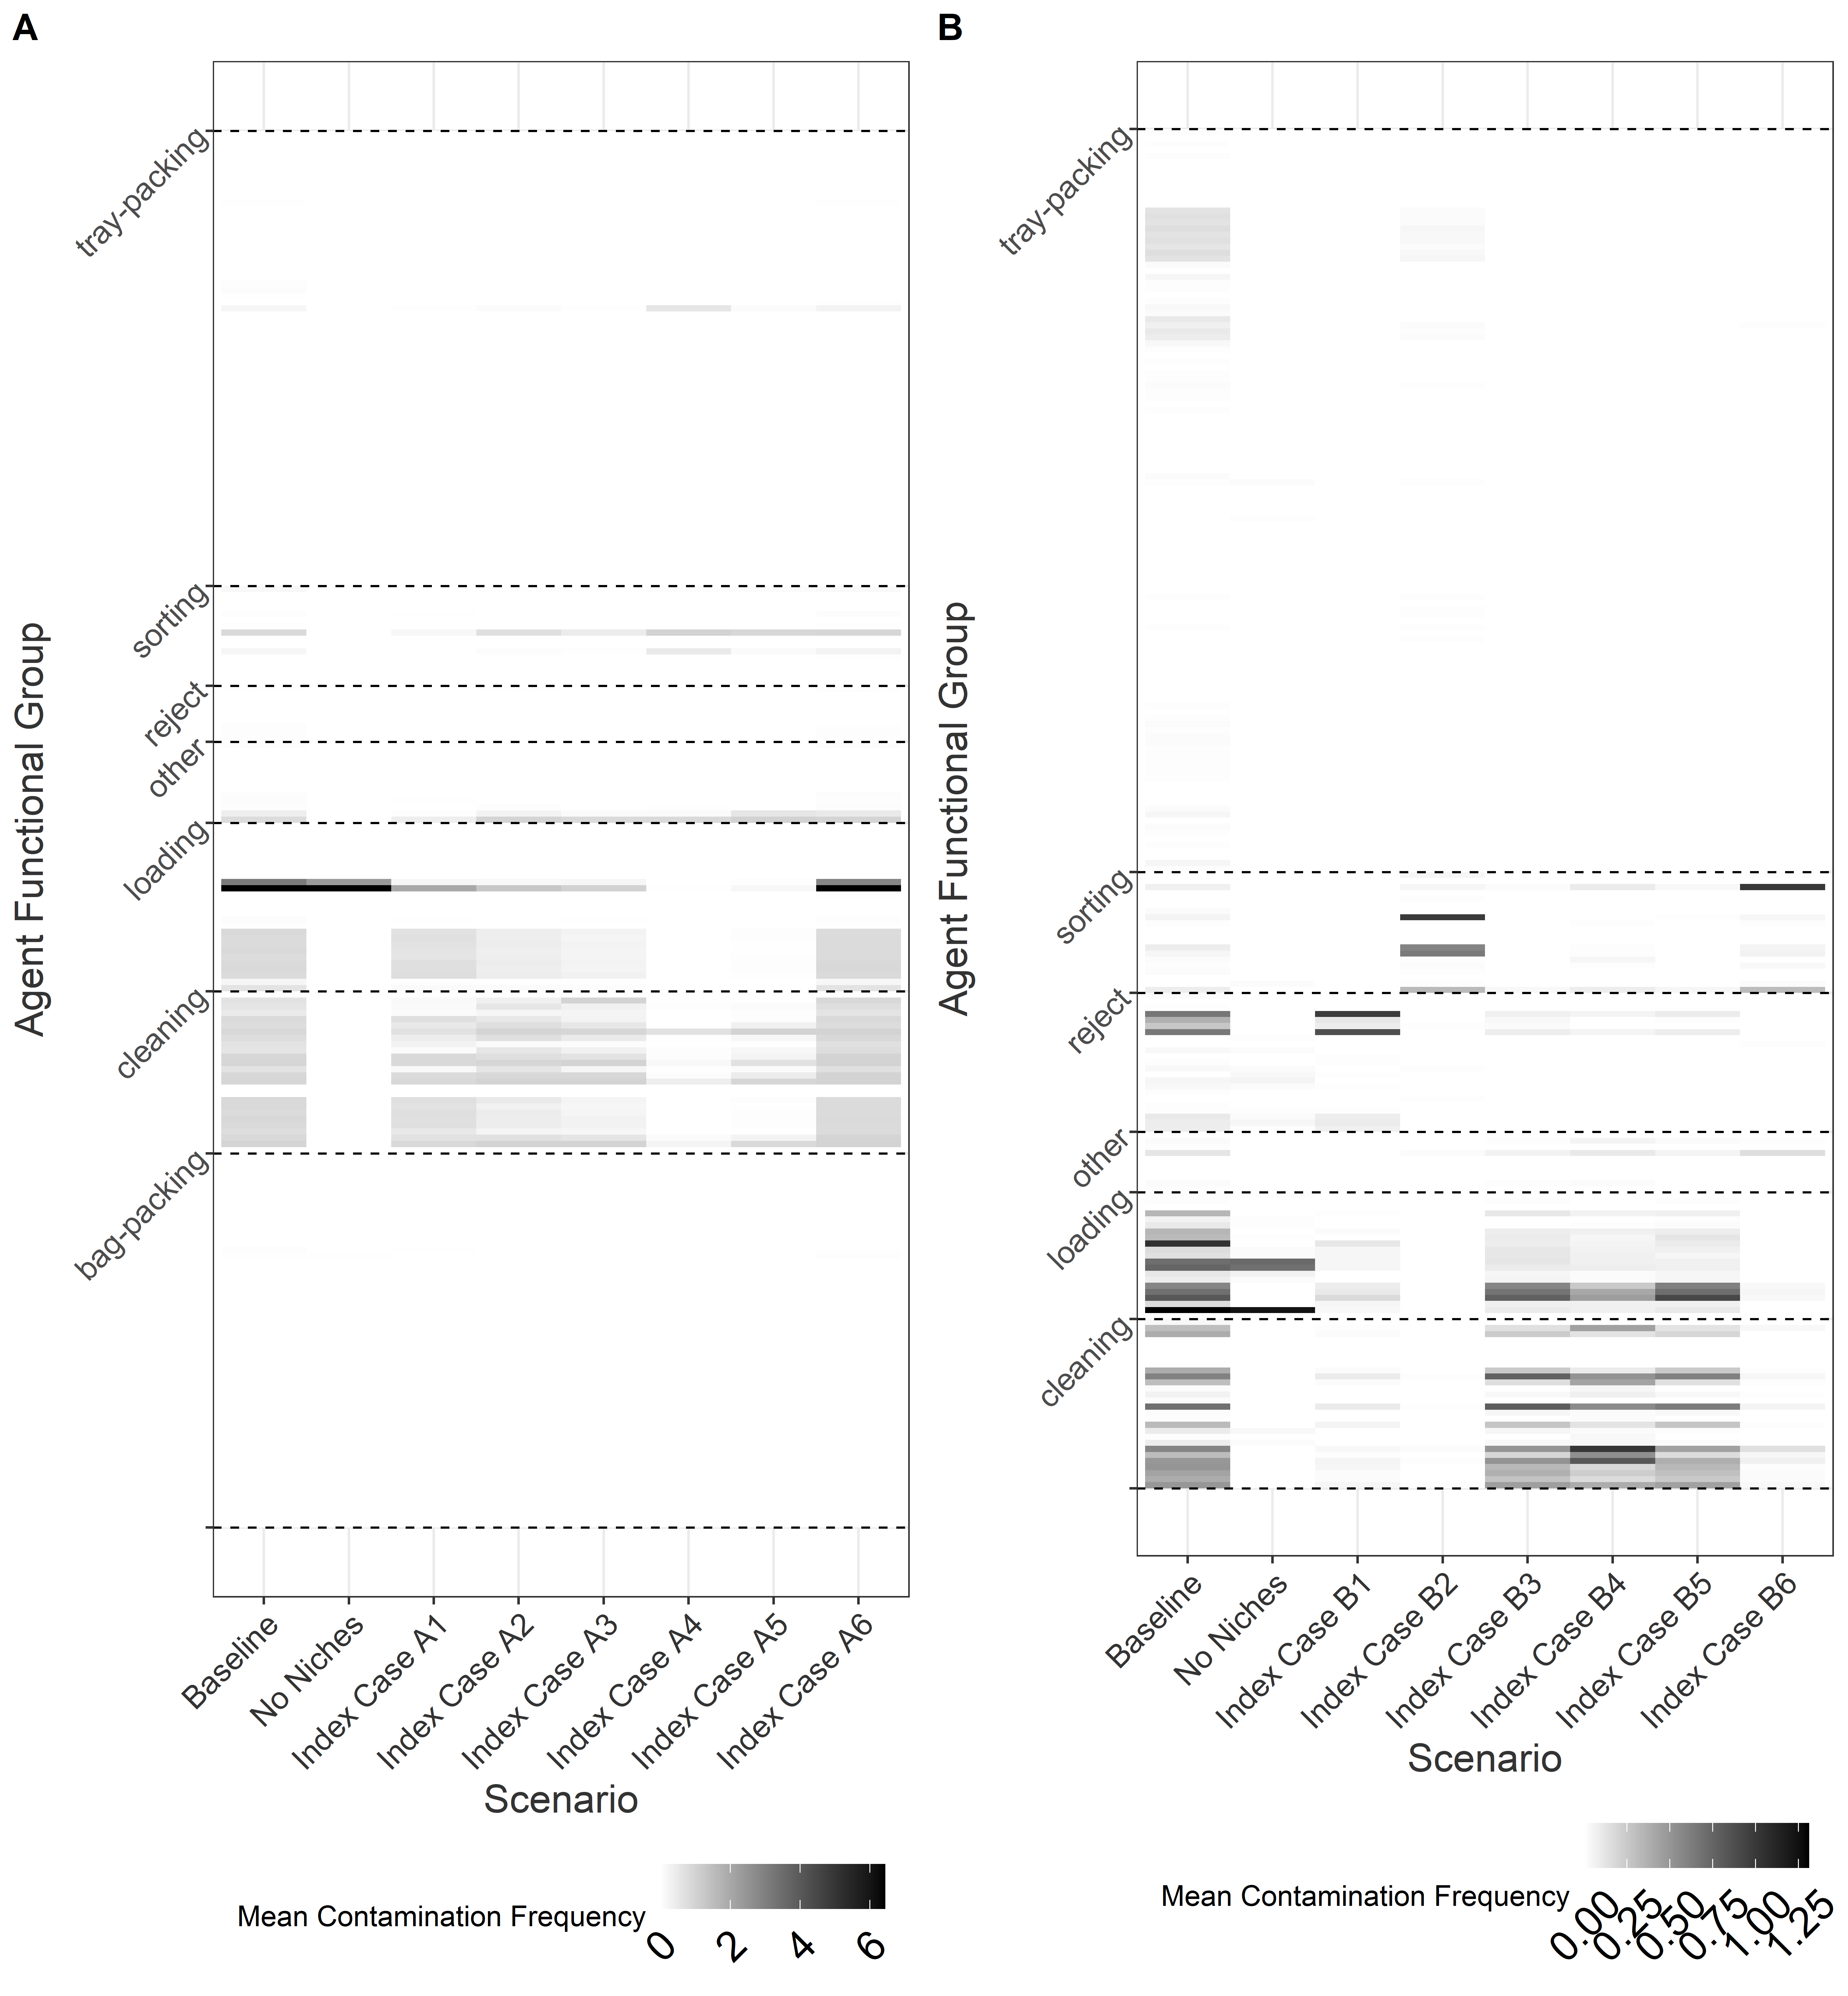 A
Agent Functional Group
tray-packing
sorting
reject
other
loading
cleaning
bag-packing
Baseline
No Niches
Index Case A1
Index Case A2
Index Case A3
Index Case A4
Index Case A5
Index Case A6
Scenario
Mean Contamination Frequency
0
2
4
6
B
Agent Functional Group
tray-packing
sorting
reject
other
loading
cleaning
Baseline
No Niches
Index Case B1
Index Case B2
Index Case B3
Index Case B4
Index Case B5
Index Case B6
Scenario
Mean Contamination Frequency
0.00
0.25
0.50
0.75
1.00
1.25